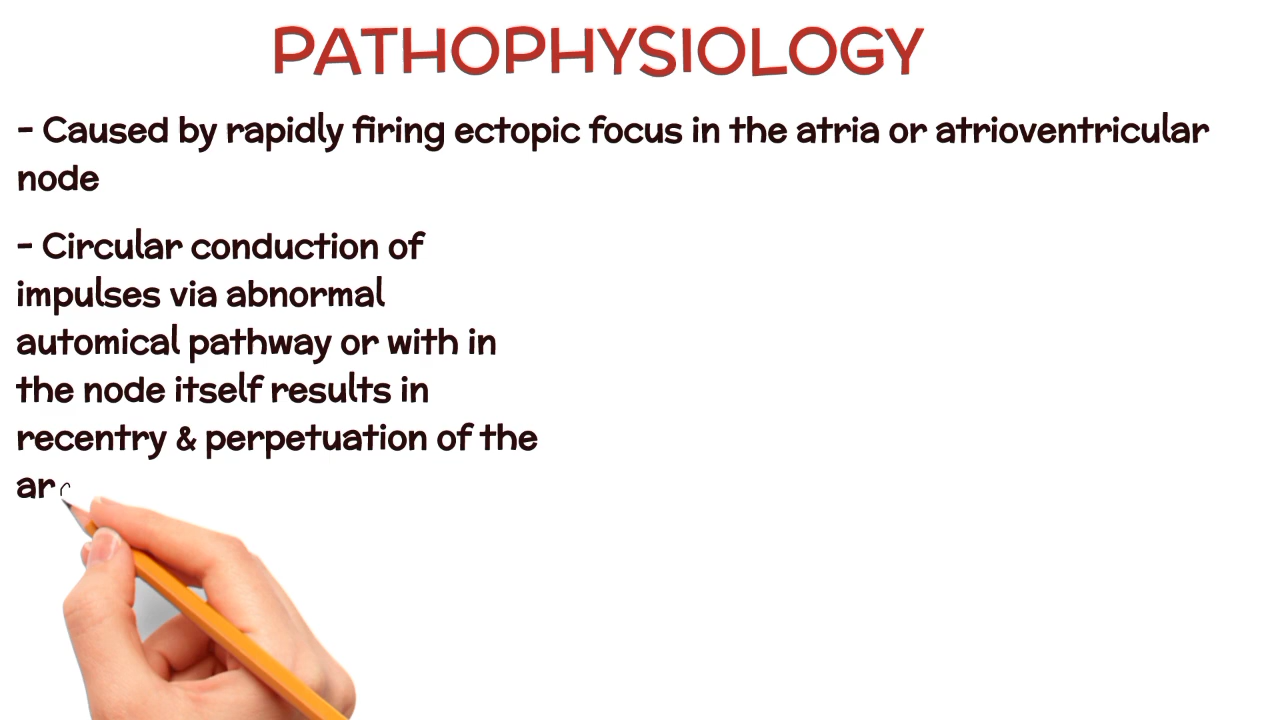 PATHOPHYSIOLOGY
- Caused by rapidly firing ectopic focus in the atria or atrioventricular
node
- Circular conduction of
impulses via abnormal
automical pathway or with in
the node itself results in
recentry & perpetuation of the
ar